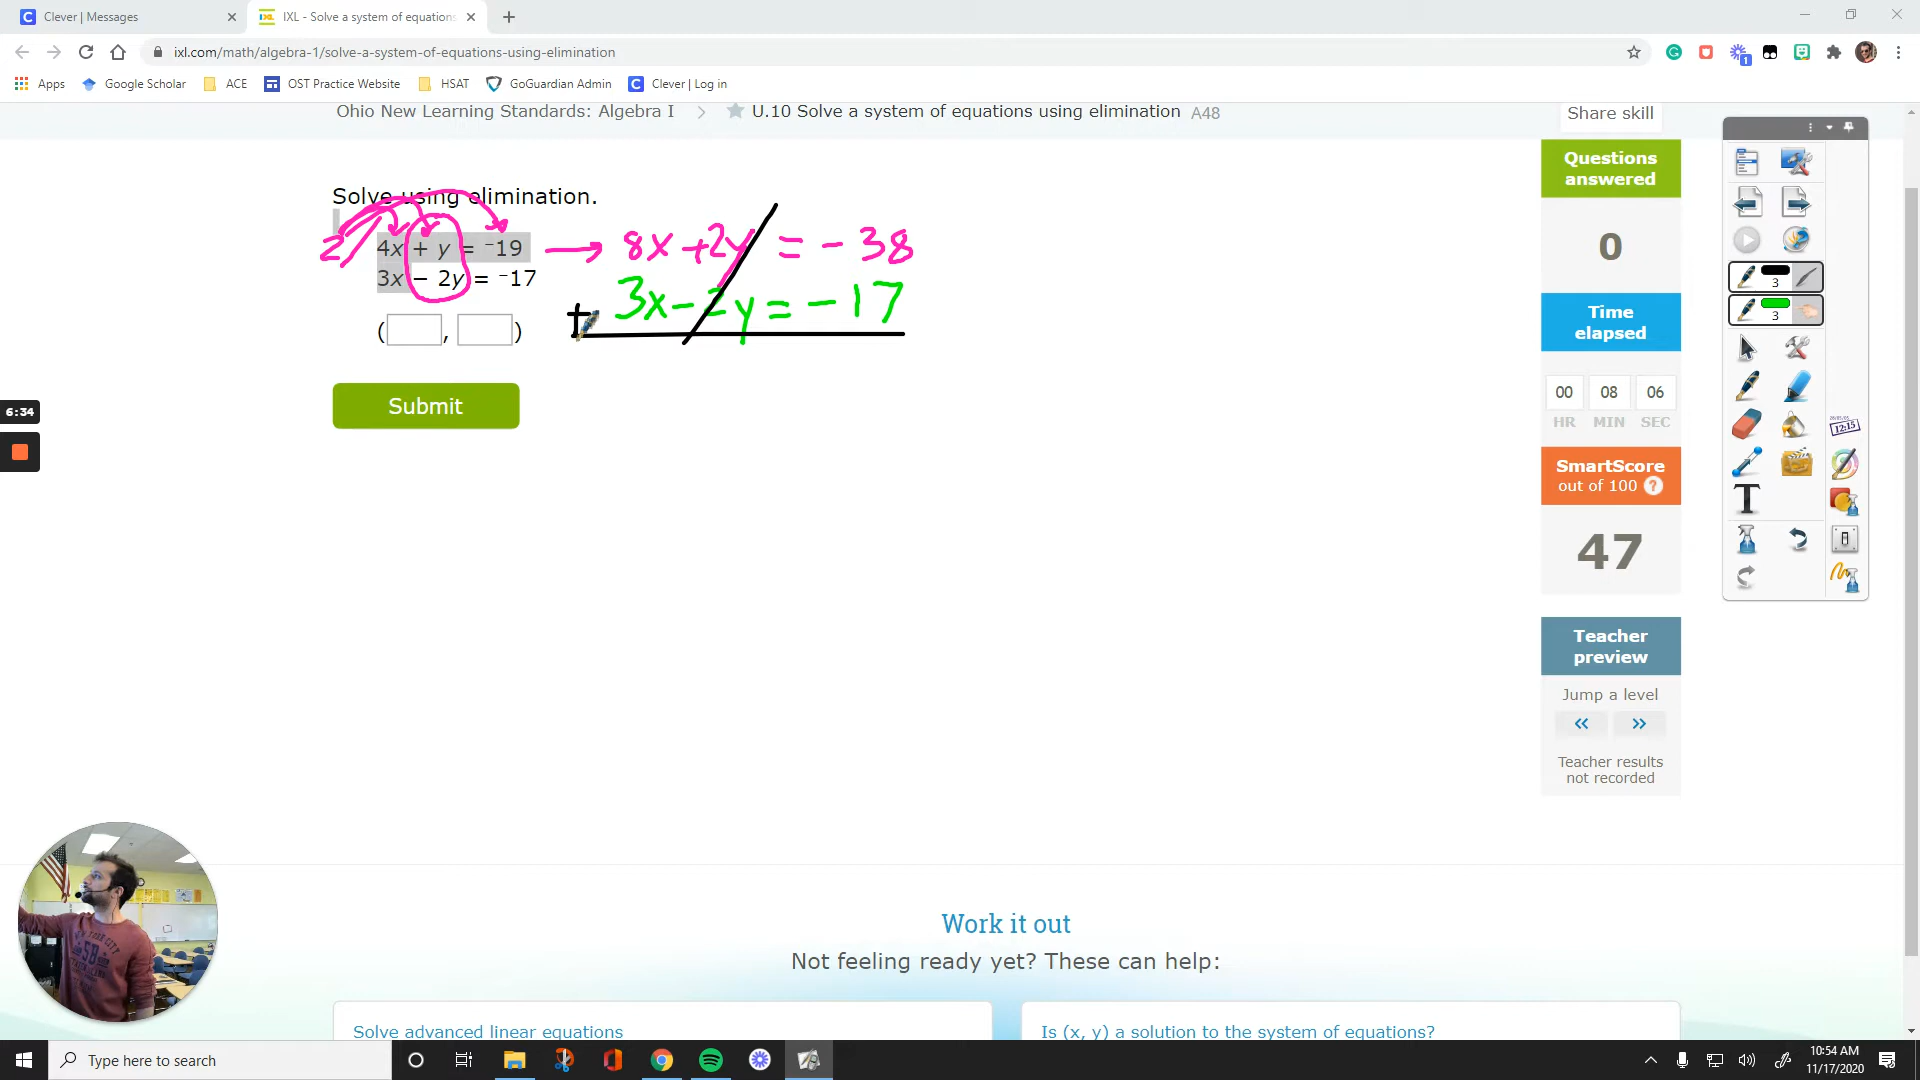 Clever | Messages
IXL - Solve a system of equations
ixl.com/math/algebra-1/solve-a-system-of-equations-using-elimination
1
Apps Google Scholar ACE OST Practice Website HSAT GoGuardian Admin Clever | Log in
Ohio New Learning Standards: Algebra I > U.10 Solve a system of equations using elimination A48
Share skill
Solve using elimination.
2
4x + y = ⁻19
8x + 2y = - 38
3x − 2y = ⁻17
+ 3x - 2y = - 17
( , )
Submit
6:34
Questions answered
0
Time elapsed
00 08 06
HR MIN SEC
SmartScore
out of 100 ?
47
Teacher preview
Jump a level
Teacher results not recorded
3
3
12:15
T
Work it out
Not feeling ready yet? These can help:
Solve advanced linear equations
Is (x, y) a solution to the system of equations?
Type here to search
10:54 AM
11/17/2020